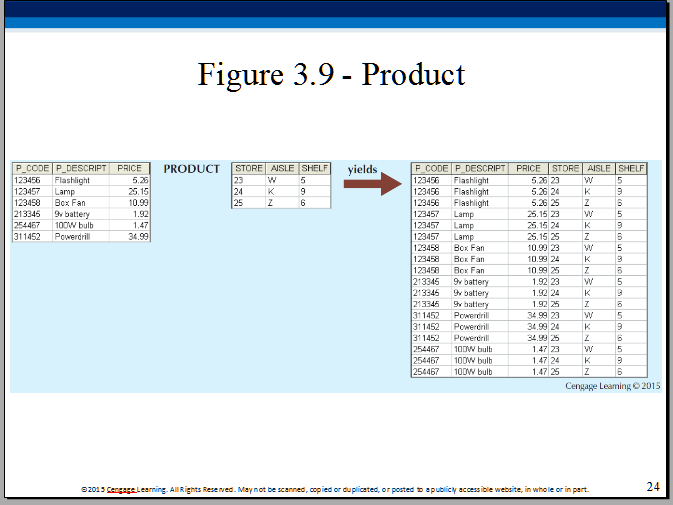 Figure 3.9 - Product
P_CODE P_DESCRIPT PRICE
123456 Flashlight 5.26
123457 Lamp 25.15
123458 Box Fan 10.99
213345 9v battery 1.92
254467 100W bulb 1.47
311452 Powerdrill 34.99
PRODUCT
STORE AISLE SHELF
23 W 5
24 K 9
25 Z 6
yields
P_CODE P_DESCRIPT PRICE STORE AISLE SHELF
123456 Flashlight 5.26 23 W 5
123456 Flashlight 5.26 24 K 9
123456 Flashlight 5.26 25 Z 6
123457 Lamp 25.15 23 W 5
123457 Lamp 25.15 24 K 9
123457 Lamp 25.15 25 Z 6
123458 Box Fan 10.99 23 W 5
123458 Box Fan 10.99 24 K 9
123458 Box Fan 10.99 25 Z 6
213345 9v battery 1.92 23 W 5
213345 9v battery 1.92 24 K 9
213345 9v battery 1.92 25 Z 6
311452 Powerdrill 34.99 23 W 5
311452 Powerdrill 34.99 24 K 9
311452 Powerdrill 34.99 25 Z 6
254467 100W bulb 1.47 23 W 5
254467 100W bulb 1.47 24 K 9
254467 100W bulb 1.47 25 Z 6
Cengage Learning © 2015
©2015 Cengage Learning. All Rights Reserved. May not be scanned, copied or duplicated, or posted to a publicly accessible website, in whole or in part.
24